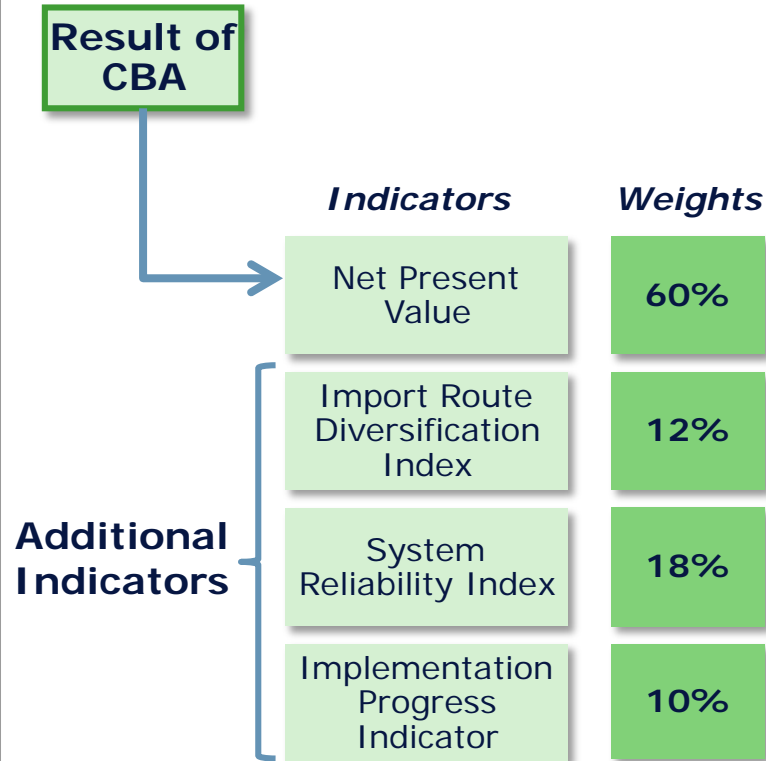 Result of
CBA
Indicators
Weights
Net Present
Value
60%
Import Route
Diversification
Index
12%
Additional
Indicators
System
Reliability Index
18%
Implementation
Progress
Indicator
10%